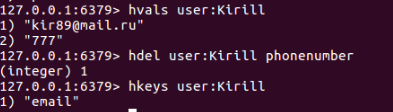 127.0.0.1:6379> hvals user:Kirill
1) "kir89@mail.ru"
2) "777"
127.0.0.1:6379> hdel user:Kirill phonenumber
(integer) 1
127.0.0.1:6379> hkeys user:Kirill
1) "email"